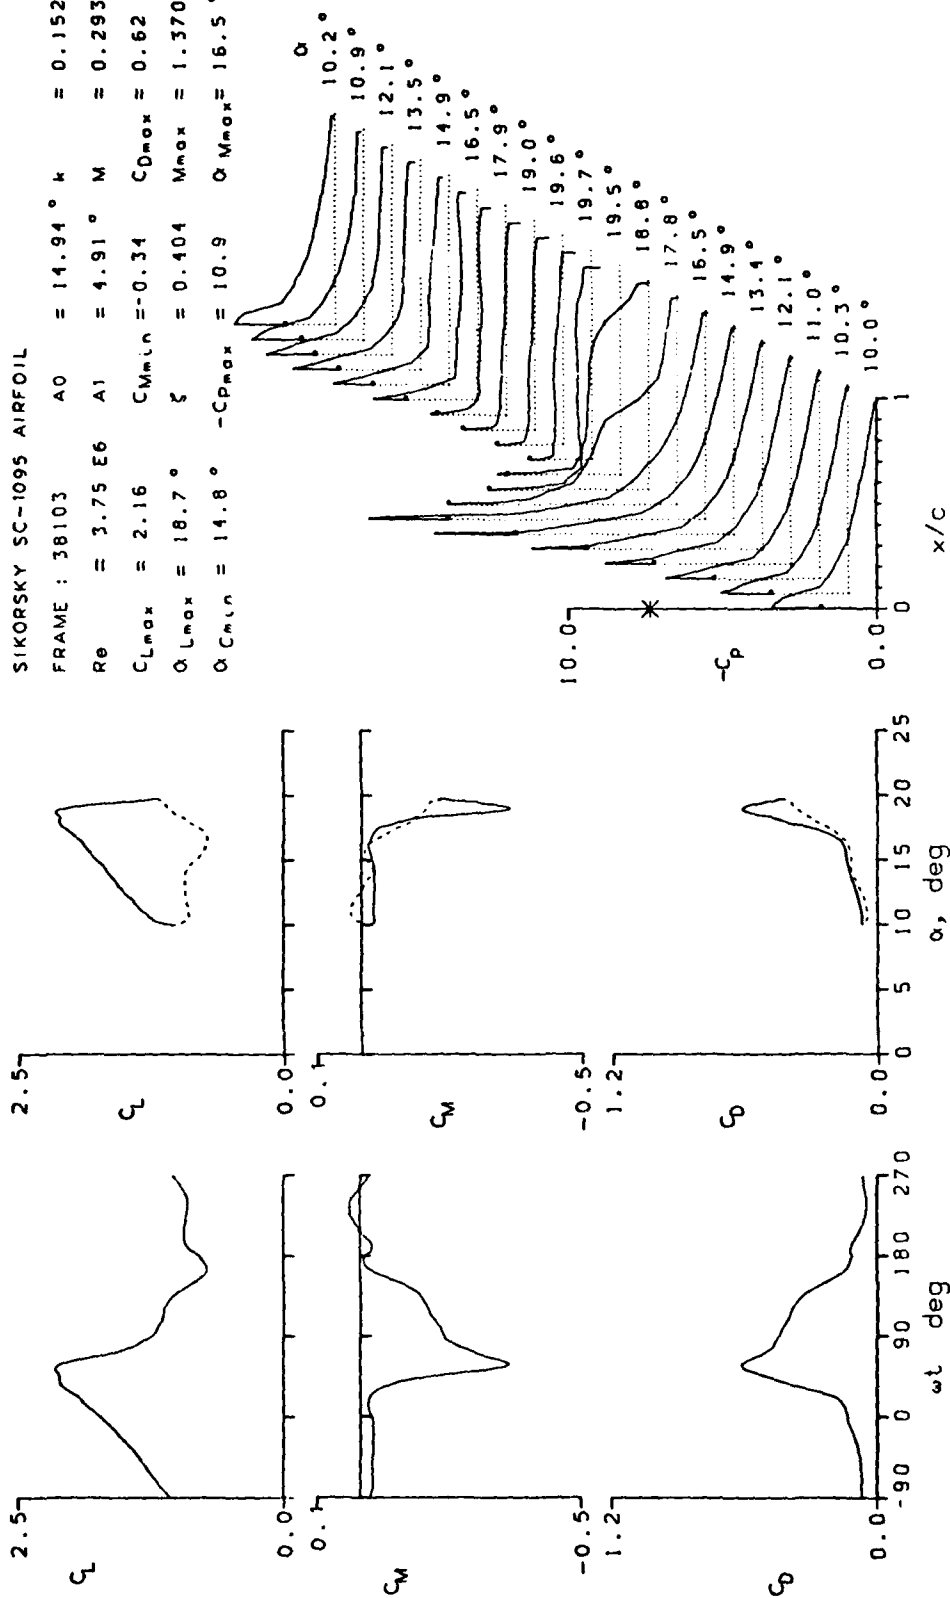 SIKORSKY SC-1095 AIRFOIL
FRAME : 38103 A0 = 14.94° k = 0.152
Re = 3.75 E6 A1 = 4.91° M = 0.293
CLmax = 2.16 CMmin =-0.34 CDmax = 0.62
αLmax = 18.7° ζ = 0.404 Mmax = 1.370
αCmin = 14.8° -CPmax = 10.9 αMmax= 16.5°
2.5
CL
0.0
0.1
CM
-0.5
1.2
CD
0.0
-90 0 90 180 270
ωt deg
2.5
CL
0.0
0.1
CM
-0.5
1.2
CD
0.0
0 5 10 15 20 25
α, deg
α
10.2°
10.9°
12.1°
13.5°
14.9°
16.5°
17.9°
19.0°
19.6°
19.7°
19.5°
18.8°
17.8°
16.5°
14.9°
13.4°
12.1°
11.0°
10.3°
10.0°
10.0
-CP
0.0
0 1
x/c